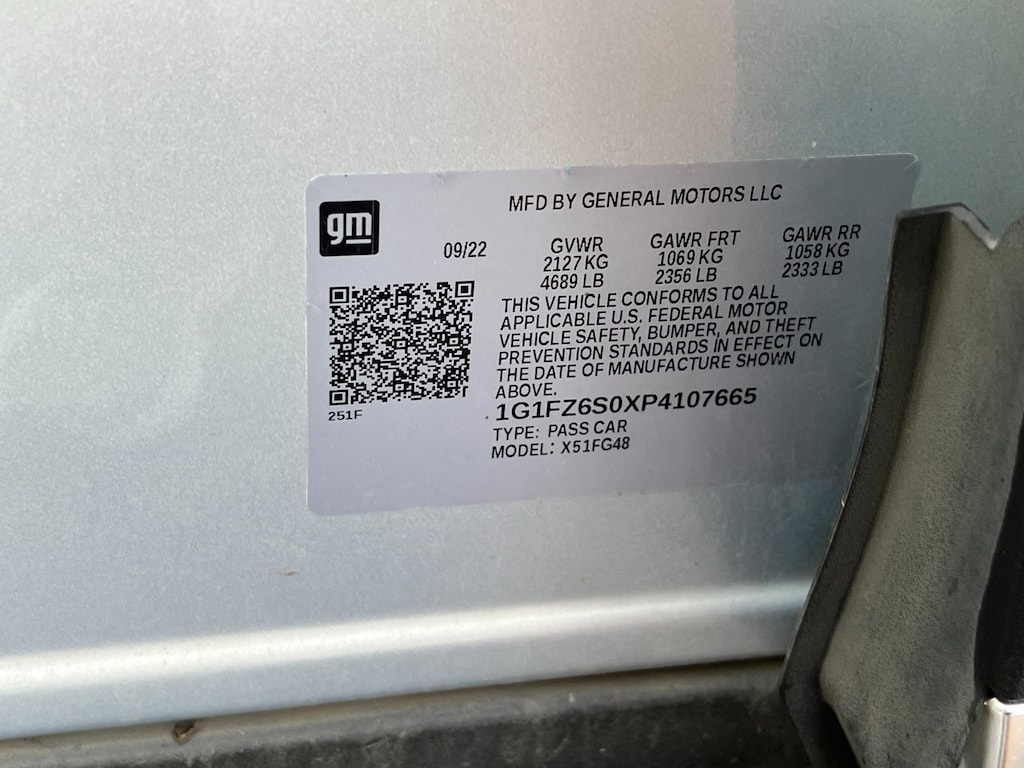 MFD BY GENERAL MOTORS LLC
gm
09/22
GVWR
2127 KG
4689 LB
GAWR FRT
1069 KG
2356 LB
GAWR RR
1058 KG
2333 LB
THIS VEHICLE CONFORMS TO ALL
APPLICABLE U.S. FEDERAL MOTOR
VEHICLE SAFETY, BUMPER, AND THEFT
PREVENTION STANDARDS IN EFFECT ON
THE DATE OF MANUFACTURE SHOWN
ABOVE.
251F
1G1FZ6S0XP4107665
TYPE: PASS CAR
MODEL: X51FG48